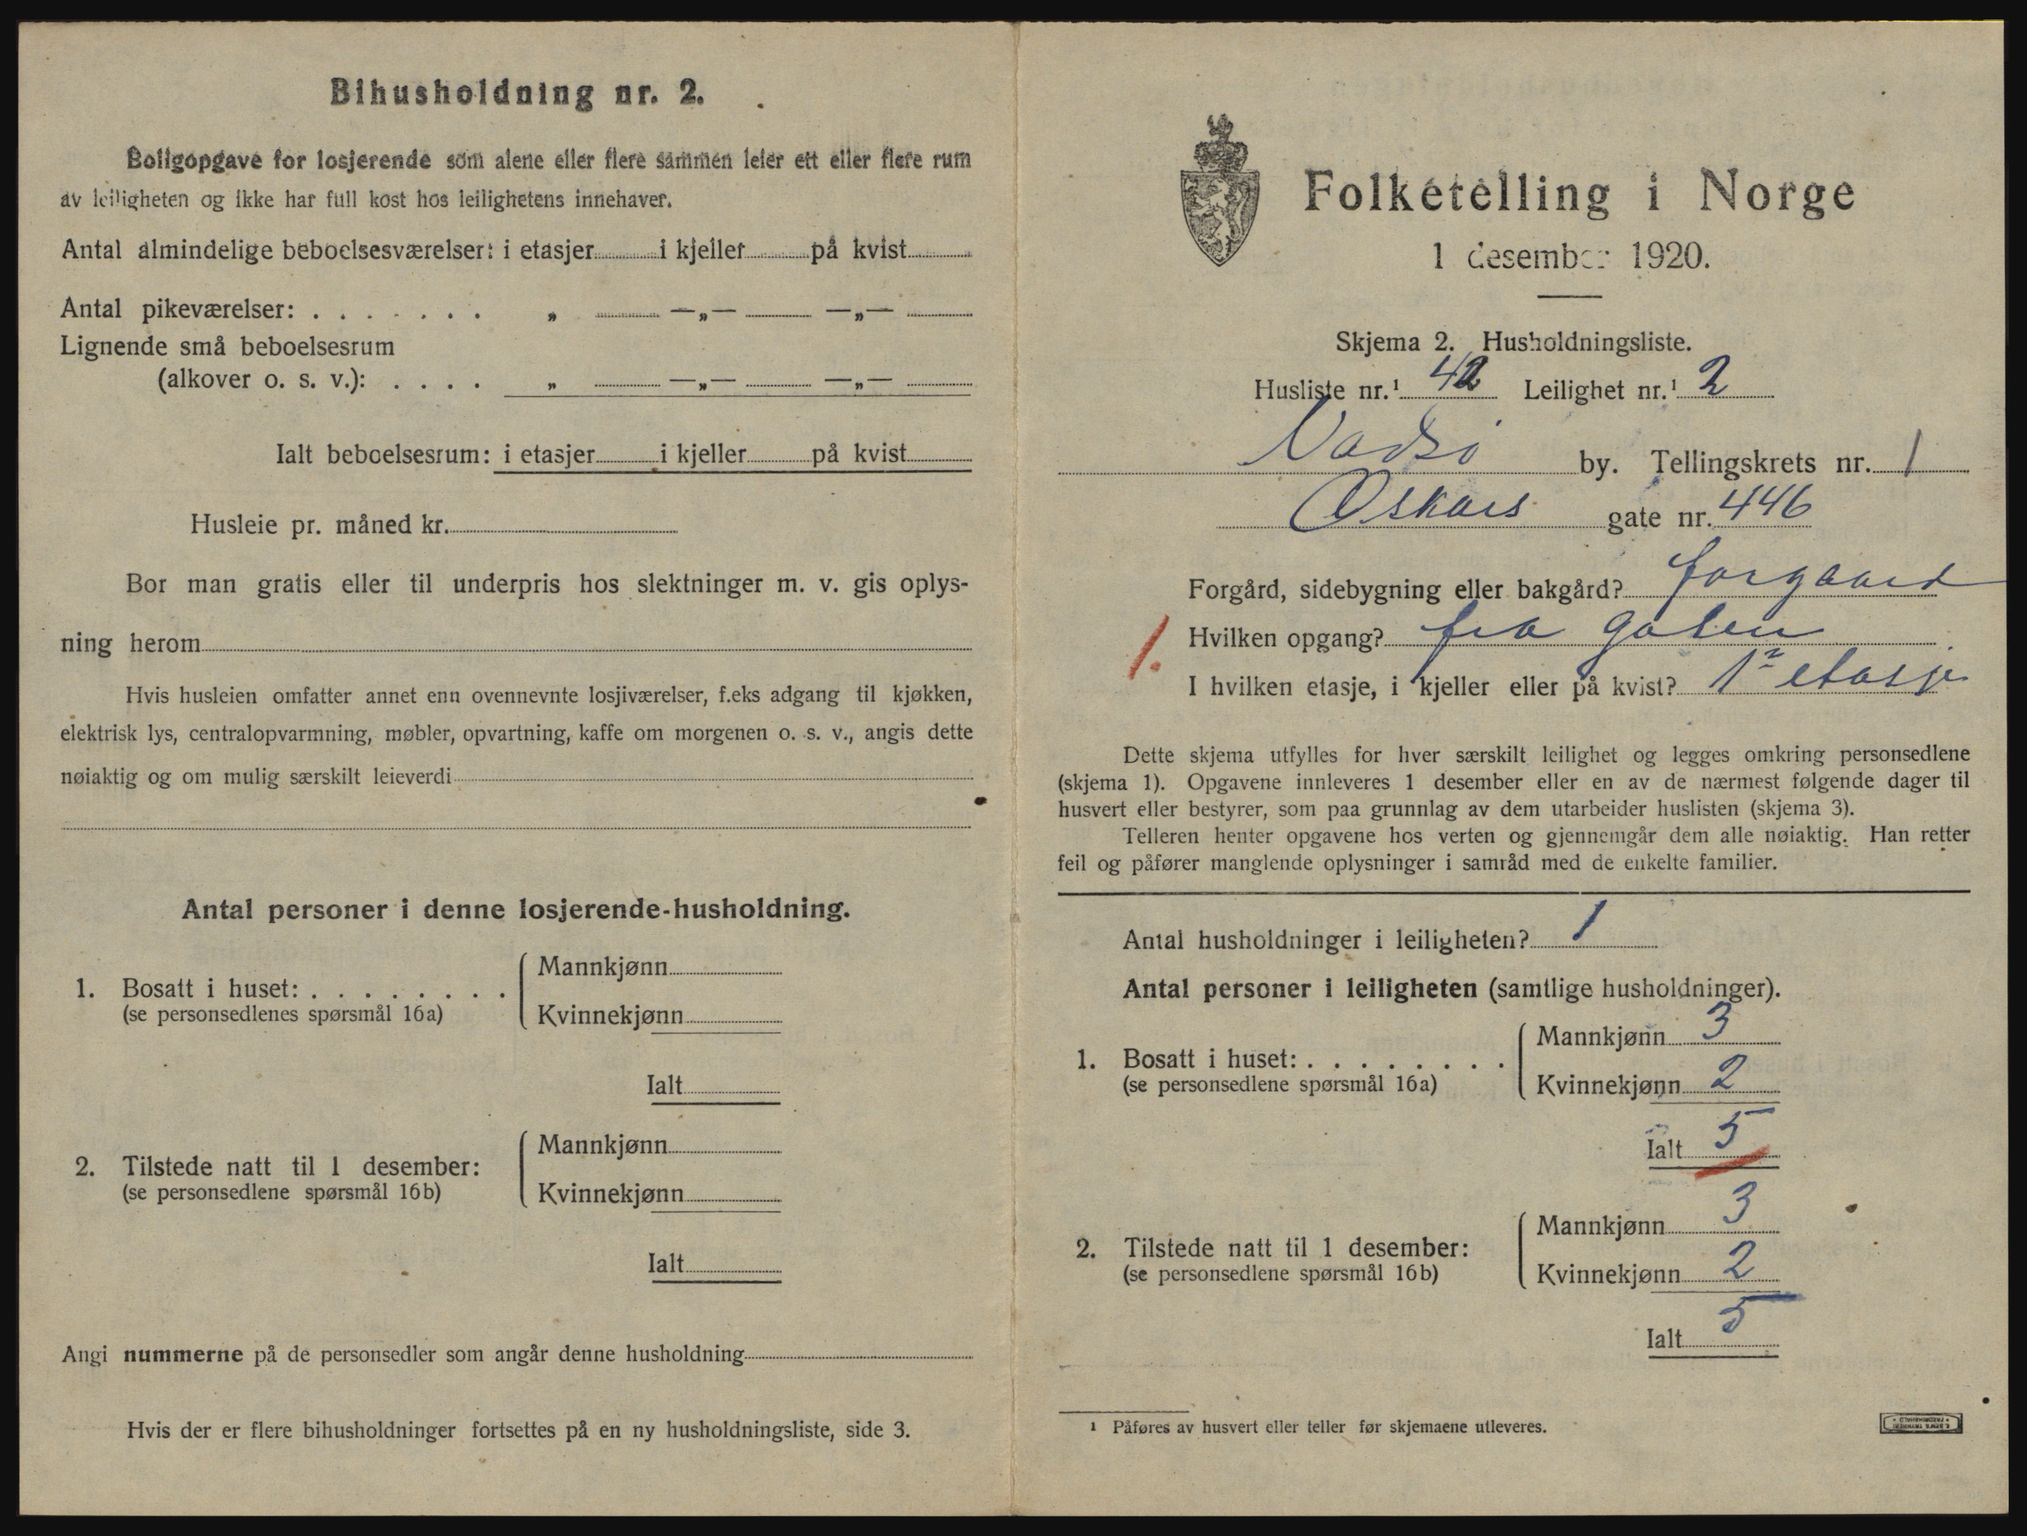 Bihusholdning nr. 2.
Boligopgave for losjerende som alene eller flere sammen leier ett eller flere rum
av leiligheten og ikke har full kost hos leilighetens innehaver.
Antal almindelige beboelsesværelser: i etasjer i kjeller på kvist
Antal pikeværelser: . . . . . . . „ —„— —„—
Lignende små beboelsesrum
(alkover o. s. v.): . . . . „ —„— —„—
Ialt beboelsesrum: i etasjer i kjeller på kvist
Husleie pr. måned kr.
Bor man gratis eller til underpris hos slektninger m. v. gis oplys-
ning herom
Hvis husleien omfatter annet enn ovennevnte losjiværelser, f.eks adgang til kjøkken,
elektrisk lys, centralopvarmning, møbler, opvartning, kaffe om morgenen o. s. v., angis dette
nøiaktig og om mulig særskilt leieverdi
Antal personer i denne losjerende-husholdning.
1. Bosatt i huset: . . . . . . . . Mannkjønn
(se personsedlenes spørsmål 16a) Kvinnekjønn
Ialt
2. Tilstede natt til 1 desember: Mannkjønn
(se personsedlene spørsmål 16b) Kvinnekjønn
Ialt
Angi nummerne på de personsedler som angår denne husholdning
Hvis der er flere bihusholdninger fortsettes på en ny husholdningsliste, side 3.
Folketelling i Norge
1 desember 1920.
Skjema 2. Husholdningsliste.
Husliste nr.¹ 42 Leilighet nr.¹ 2
Vadsø by. Tellingskrets nr. 1
Oskars gate nr. 446
Forgård, sidebygning eller bakgård? forgaard
1. Hvilken opgang? fra gaten
I hvilken etasje, i kjeller eller på kvist? 1ste etasje
Dette skjema utfylles for hver særskilt leilighet og legges omkring personsedlene
(skjema 1). Opgavene innleveres 1 desember eller en av de nærmest følgende dager til
husvert eller bestyrer, som paa grunnlag av dem utarbeider huslisten (skjema 3).
Telleren henter opgavene hos verten og gjennemgår dem alle nøiaktig. Han retter
feil og påfører manglende oplysninger i samråd med de enkelte familier.
Antal husholdninger i leiligheten? 1
Antal personer i leiligheten (samtlige husholdninger).
1. Bosatt i huset: . . . . . . . . Mannkjønn 3
(se personsedlene spørsmål 16a) Kvinnekjønn 2
Ialt 5
2. Tilstede natt til 1 desember: Mannkjønn 3
(se personsedlene spørsmål 16b) Kvinnekjønn 2
Ialt 5
¹ Påføres av husvert eller teller før skjemaene utleveres.